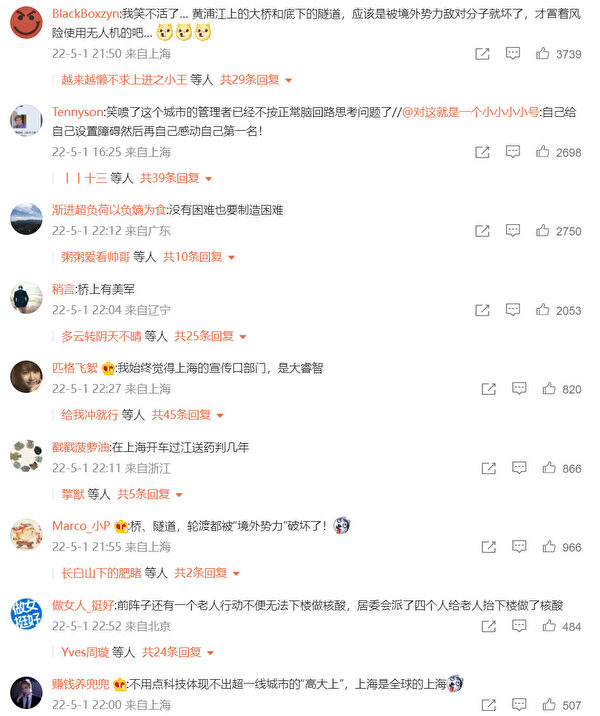 BlackBoxzyn:我笑不活了... 黄浦江上的大桥和底下的隧道，应该是被境外势力敌对分子就坏了，才冒着风
险使用无人机的吧...
22-5-1 21:50 来自上海
3739
越来越懒不求上进之小王 等人 共29条回复
Tennyson:笑喷了这个城市的管理者已经不按正常脑回路思考问题了//@对这就是一个小小小小号:自己给
自己设置障碍然后再自己感动自己第一名！
22-5-1 16:25 来自上海
2698
丨丨十三 等人 共39条回复
渐进超负荷以负熵为食:没有困难也要制造困难
22-5-1 22:12 来自广东
2750
粥粥爱看帅哥 等人 共10条回复
稍言:桥上有美军
22-5-1 22:04 来自辽宁
2053
多云转阴天不晴 等人 共25条回复
匹格飞絮:我始终觉得上海的宣传口部门，是大睿智
22-5-1 22:27 来自上海
820
给我冲就行 等人 共45条回复
戳戳菠萝油:在上海开车过江送药判几年
22-5-1 22:11 来自浙江
866
擎猷 等人 共5条回复
Marco_小P:桥、隧道，轮渡都被“境外势力”破坏了！
22-5-1 21:55 来自上海
966
长白山下的肥睹 等人 共2条回复
做女人_挺好:前阵子还有一个老人行动不便无法下楼做核酸，居委会派了四个人给老人抬下楼做了核酸
22-5-1 22:52 来自北京
484
Yves周璇 等人 共24条回复
赚钱养兜兜:不用点科技体现不出超一线城市的“高大上”，上海是全球的上海
22-5-1 22:00 来自上海
507